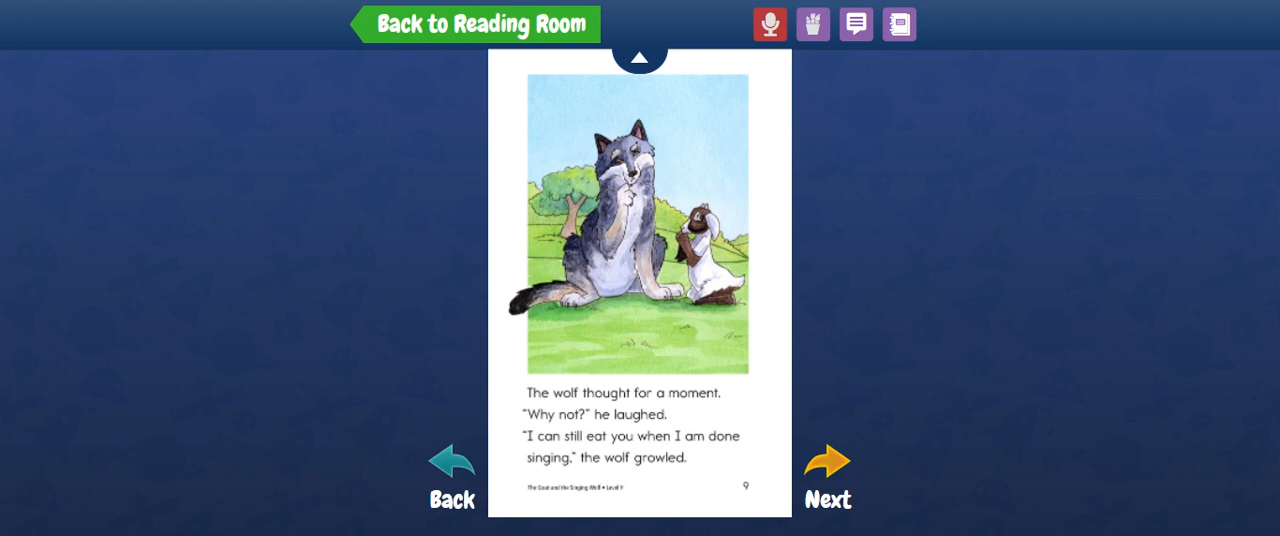 Back to Reading Room
The wolf thought for a moment.
“Why not?” he laughed.
“I can still eat you when I am done
singing,” the wolf growled.
The Goat and the Singing Wolf • Level H
9
Back
Next